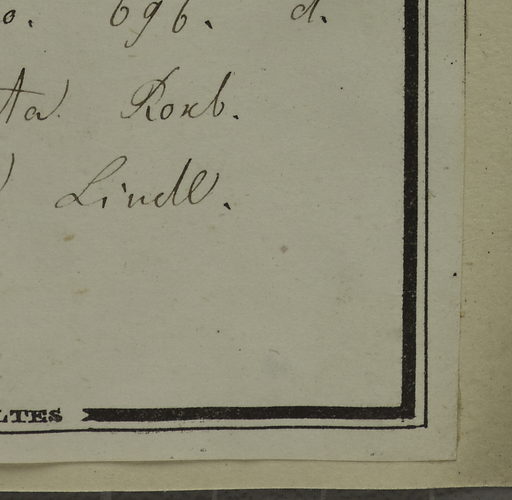 o. 696. d.
ta Roxb.
Lindl.
LTES